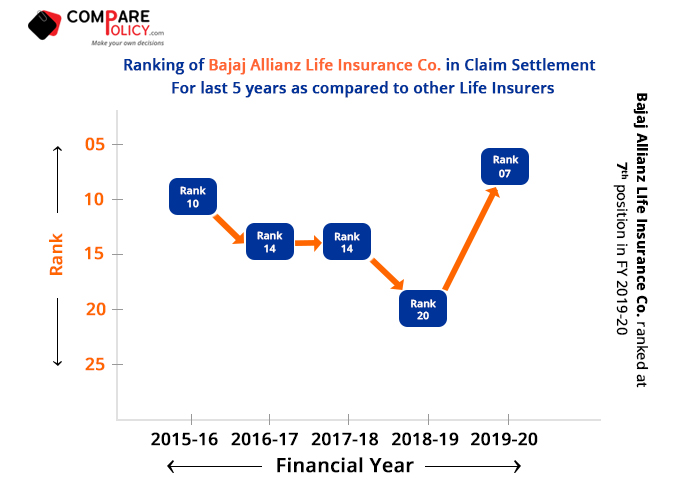 COMPARE
POLICY.com
Make your own decisions
Ranking of Bajaj Allianz Life Insurance Co. in Claim Settlement
For last 5 years as compared to other Life Insurers
Rank
05
10
15
20
25
Rank
10
Rank
14
Rank
14
Rank
20
Rank
07
2015-16 2016-17 2017-18 2018-19 2019-20
Financial Year
Bajaj Allianz LIfe Insurance Co. ranked at
7th position in FY 2019-20